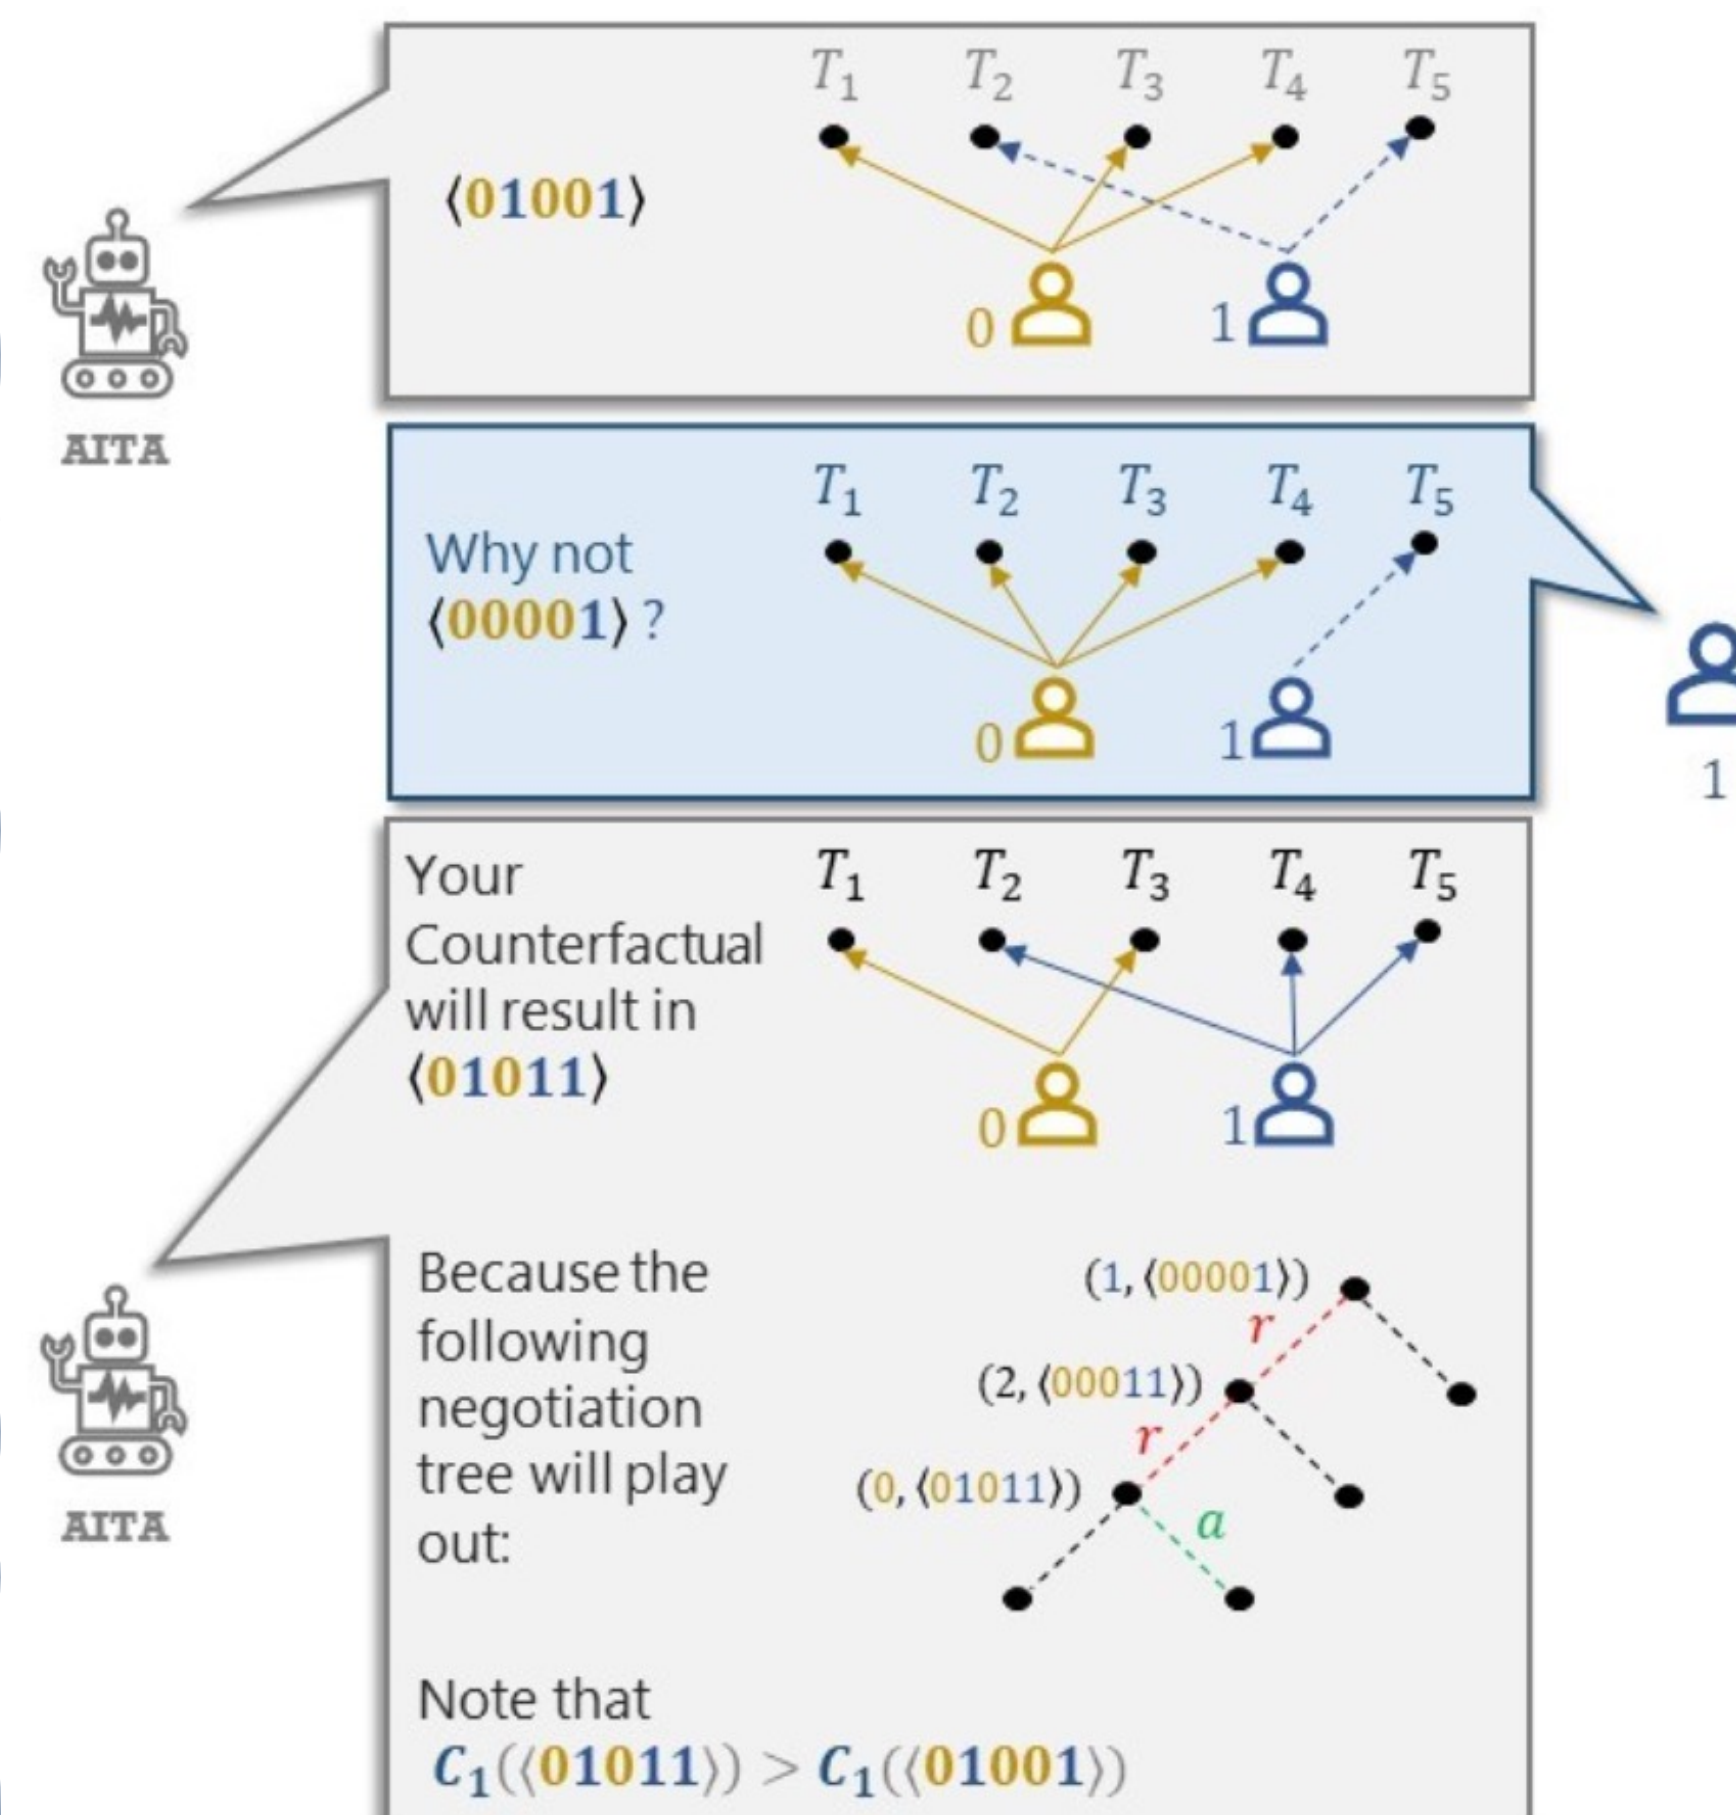 T₁ T₂ T₃ T₄ T₅
⟨01001⟩
0 1
AITA
T₁ T₂ T₃ T₄ T₅
Why not
⟨00001⟩ ?
0 1
1
Your
Counterfactual
will result in
⟨01011⟩
T₁ T₂ T₃ T₄ T₅
0 1
Because the
following
negotiation
tree will play
out:
(1, ⟨00001⟩)
r
(2, ⟨00011⟩)
r
(0, ⟨01011⟩)
a
AITA
Note that
C₁(⟨01011⟩) > C₁(⟨01001⟩)